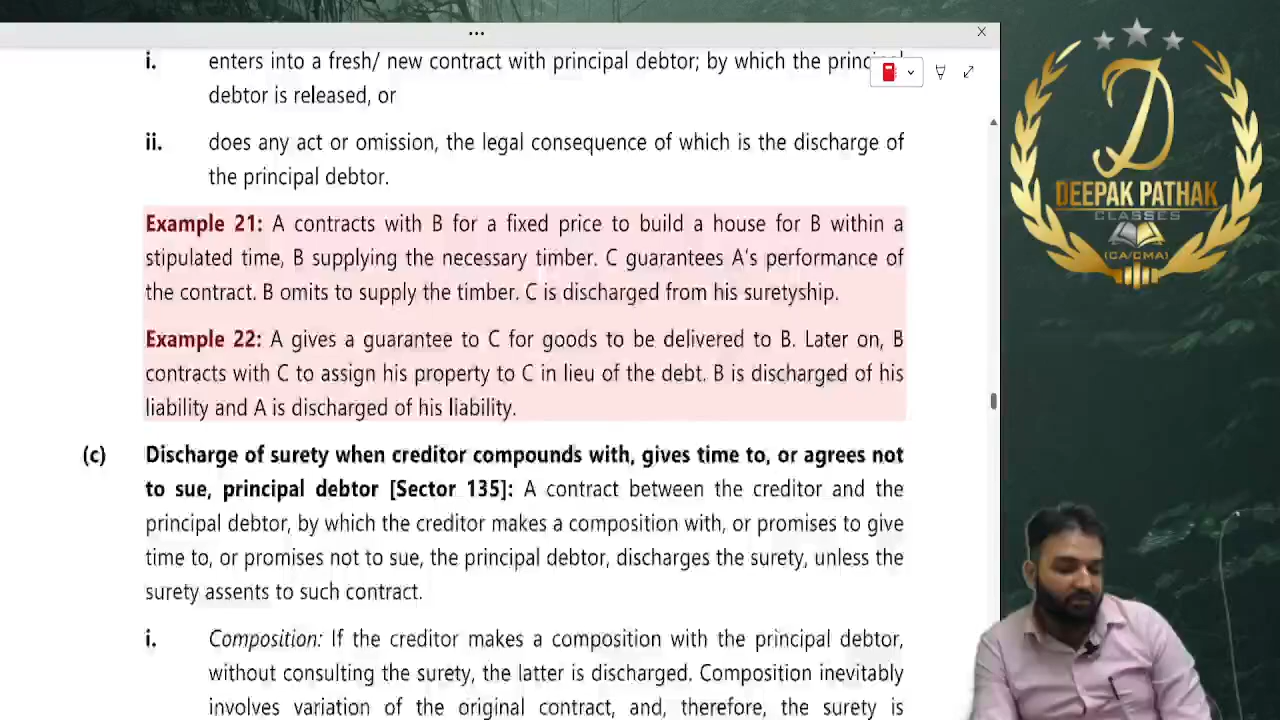 i. enters into a fresh/ new contract with principal debtor; by which the principal
debtor is released, or
ii. does any act or omission, the legal consequence of which is the discharge of
the principal debtor.
Example 21: A contracts with B for a fixed price to build a house for B within a
stipulated time, B supplying the necessary timber. C guarantees A's performance of
the contract. B omits to supply the timber. C is discharged from his suretyship.
Example 22: A gives a guarantee to C for goods to be delivered to B. Later on, B
contracts with C to assign his property to C in lieu of the debt. B is discharged of his
liability and A is discharged of his liability.
(c) Discharge of surety when creditor compounds with, gives time to, or agrees not
to sue, principal debtor [Sector 135]: A contract between the creditor and the
principal debtor, by which the creditor makes a composition with, or promises to give
time to, or promises not to sue, the principal debtor, discharges the surety, unless the
surety assents to such contract.
i. Composition: If the creditor makes a composition with the principal debtor,
without consulting the surety, the latter is discharged. Composition inevitably
involves variation of the original contract, and, therefore, the surety is
D
DEEPAK PATHAK
CLASSES
(CA/CMA)